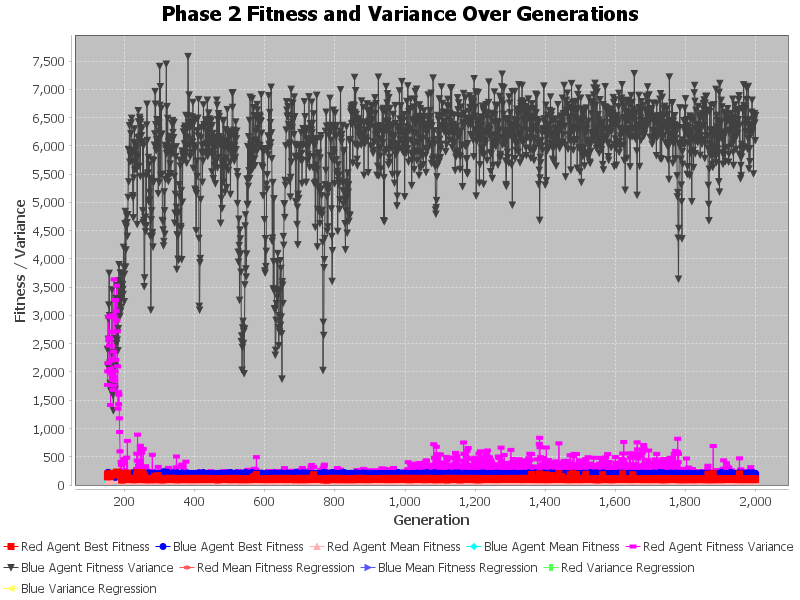 Phase 2 Fitness and Variance Over Generations
Fitness / Variance
7,500
7,000
6,500
6,000
5,500
5,000
4,500
4,000
3,500
3,000
2,500
2,000
1,500
1,000
500
0
200 400 600 800 1,000 1,200 1,400 1,600 1,800 2,000
Generation
Red Agent Best Fitness Blue Agent Best Fitness Red Agent Mean Fitness Blue Agent Mean Fitness Red Agent Fitness Variance
Blue Agent Fitness Variance Red Mean Fitness Regression Blue Mean Fitness Regression Red Variance Regression
Blue Variance Regression